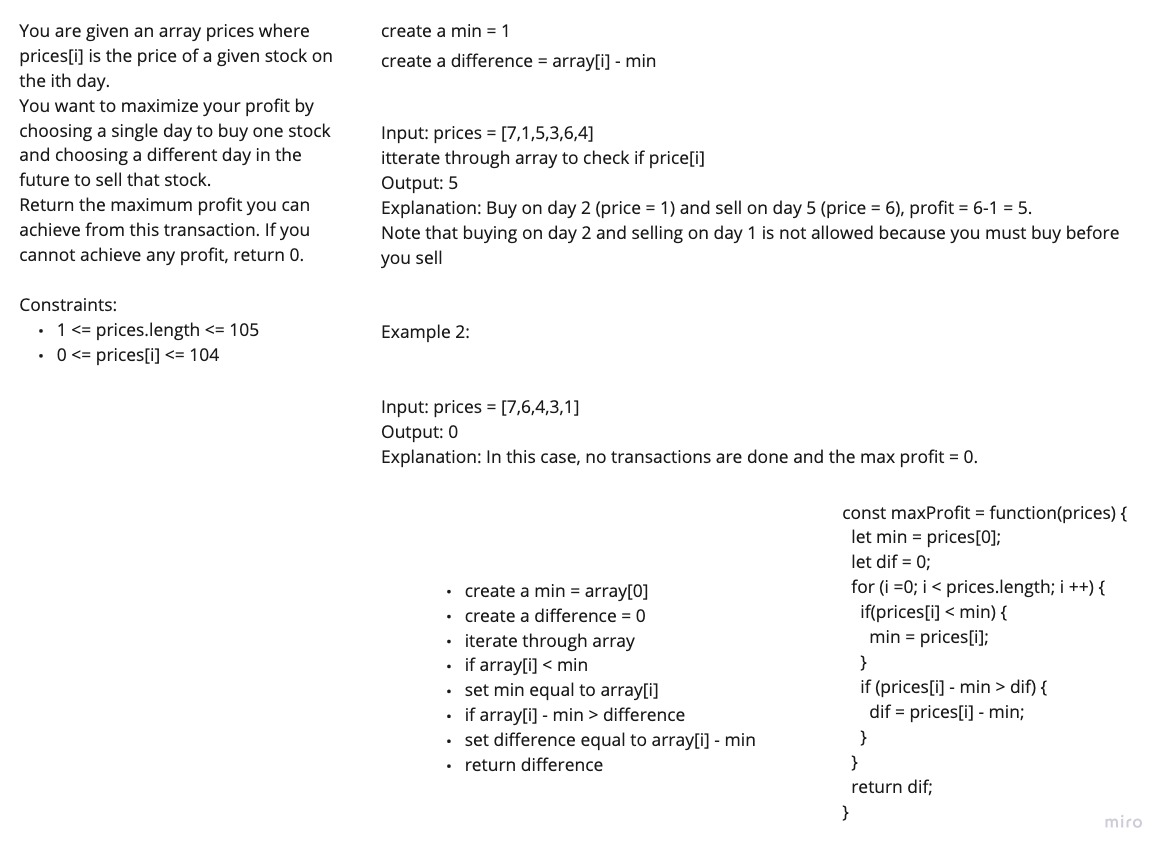 You are given an array prices where
prices[i] is the price of a given stock on
the ith day.
You want to maximize your profit by
choosing a single day to buy one stock
and choosing a different day in the
future to sell that stock.
Return the maximum profit you can
achieve from this transaction. If you
cannot achieve any profit, return 0.
Constraints:
• 1 <= prices.length <= 105
• 0 <= prices[i] <= 104
create a min = 1
create a difference = array[i] - min
Input: prices = [7,1,5,3,6,4]
itterate through array to check if price[i]
Output: 5
Explanation: Buy on day 2 (price = 1) and sell on day 5 (price = 6), profit = 6-1 = 5.
Note that buying on day 2 and selling on day 1 is not allowed because you must buy before
you sell
Example 2:
Input: prices = [7,6,4,3,1]
Output: 0
Explanation: In this case, no transactions are done and the max profit = 0.
• create a min = array[0]
• create a difference = 0
• iterate through array
• if array[i] < min
• set min equal to array[i]
• if array[i] - min > difference
• set difference equal to array[i] - min
• return difference
const maxProfit = function(prices) {
let min = prices[0];
let dif = 0;
for (i =0; i < prices.length; i ++) {
if(prices[i] < min) {
min = prices[i];
}
if (prices[i] - min > dif) {
dif = prices[i] - min;
}
}
return dif;
}
miro